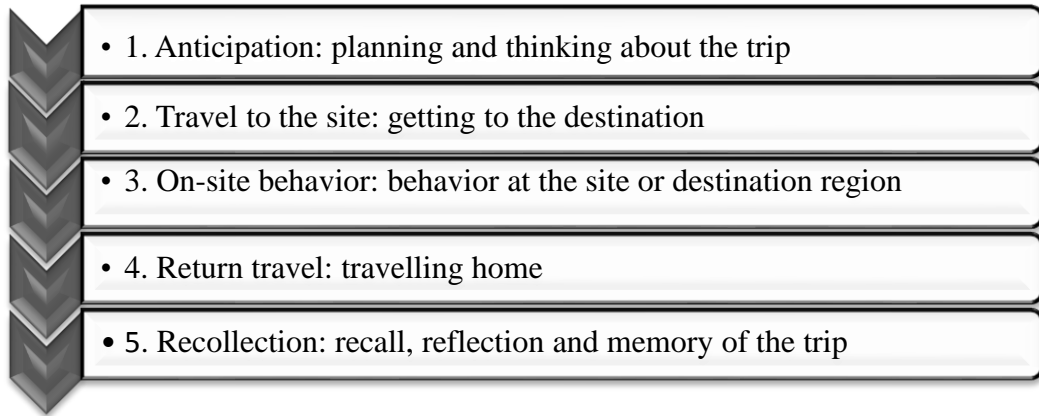 • 1. Anticipation: planning and thinking about the trip
• 2. Travel to the site: getting to the destination
• 3. On-site behavior: behavior at the site or destination region
• 4. Return travel: travelling home
• 5. Recollection: recall, reflection and memory of the trip